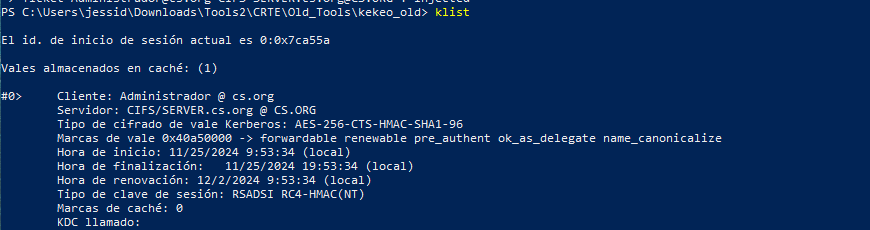 PS C:\Users\jessid\Downloads\Tools2\CRTE\Old_Tools\kekeo_old> klist
El id. de inicio de sesión actual es 0:0x7ca55a
Vales almacenados en caché: (1)
#0> Cliente: Administrador @ cs.org
Servidor: CIFS/SERVER.cs.org @ CS.ORG
Tipo de cifrado de vale Kerberos: AES-256-CTS-HMAC-SHA1-96
Marcas de vale 0x40a50000 -> forwardable renewable pre_authent ok_as_delegate name_canonicalize
Hora de inicio: 11/25/2024 9:53:34 (local)
Hora de finalización: 11/25/2024 19:53:34 (local)
Hora de renovación: 12/2/2024 9:53:34 (local)
Tipo de clave de sesión: RSADSI RC4-HMAC(NT)
Marcas de caché: 0
KDC llamado: